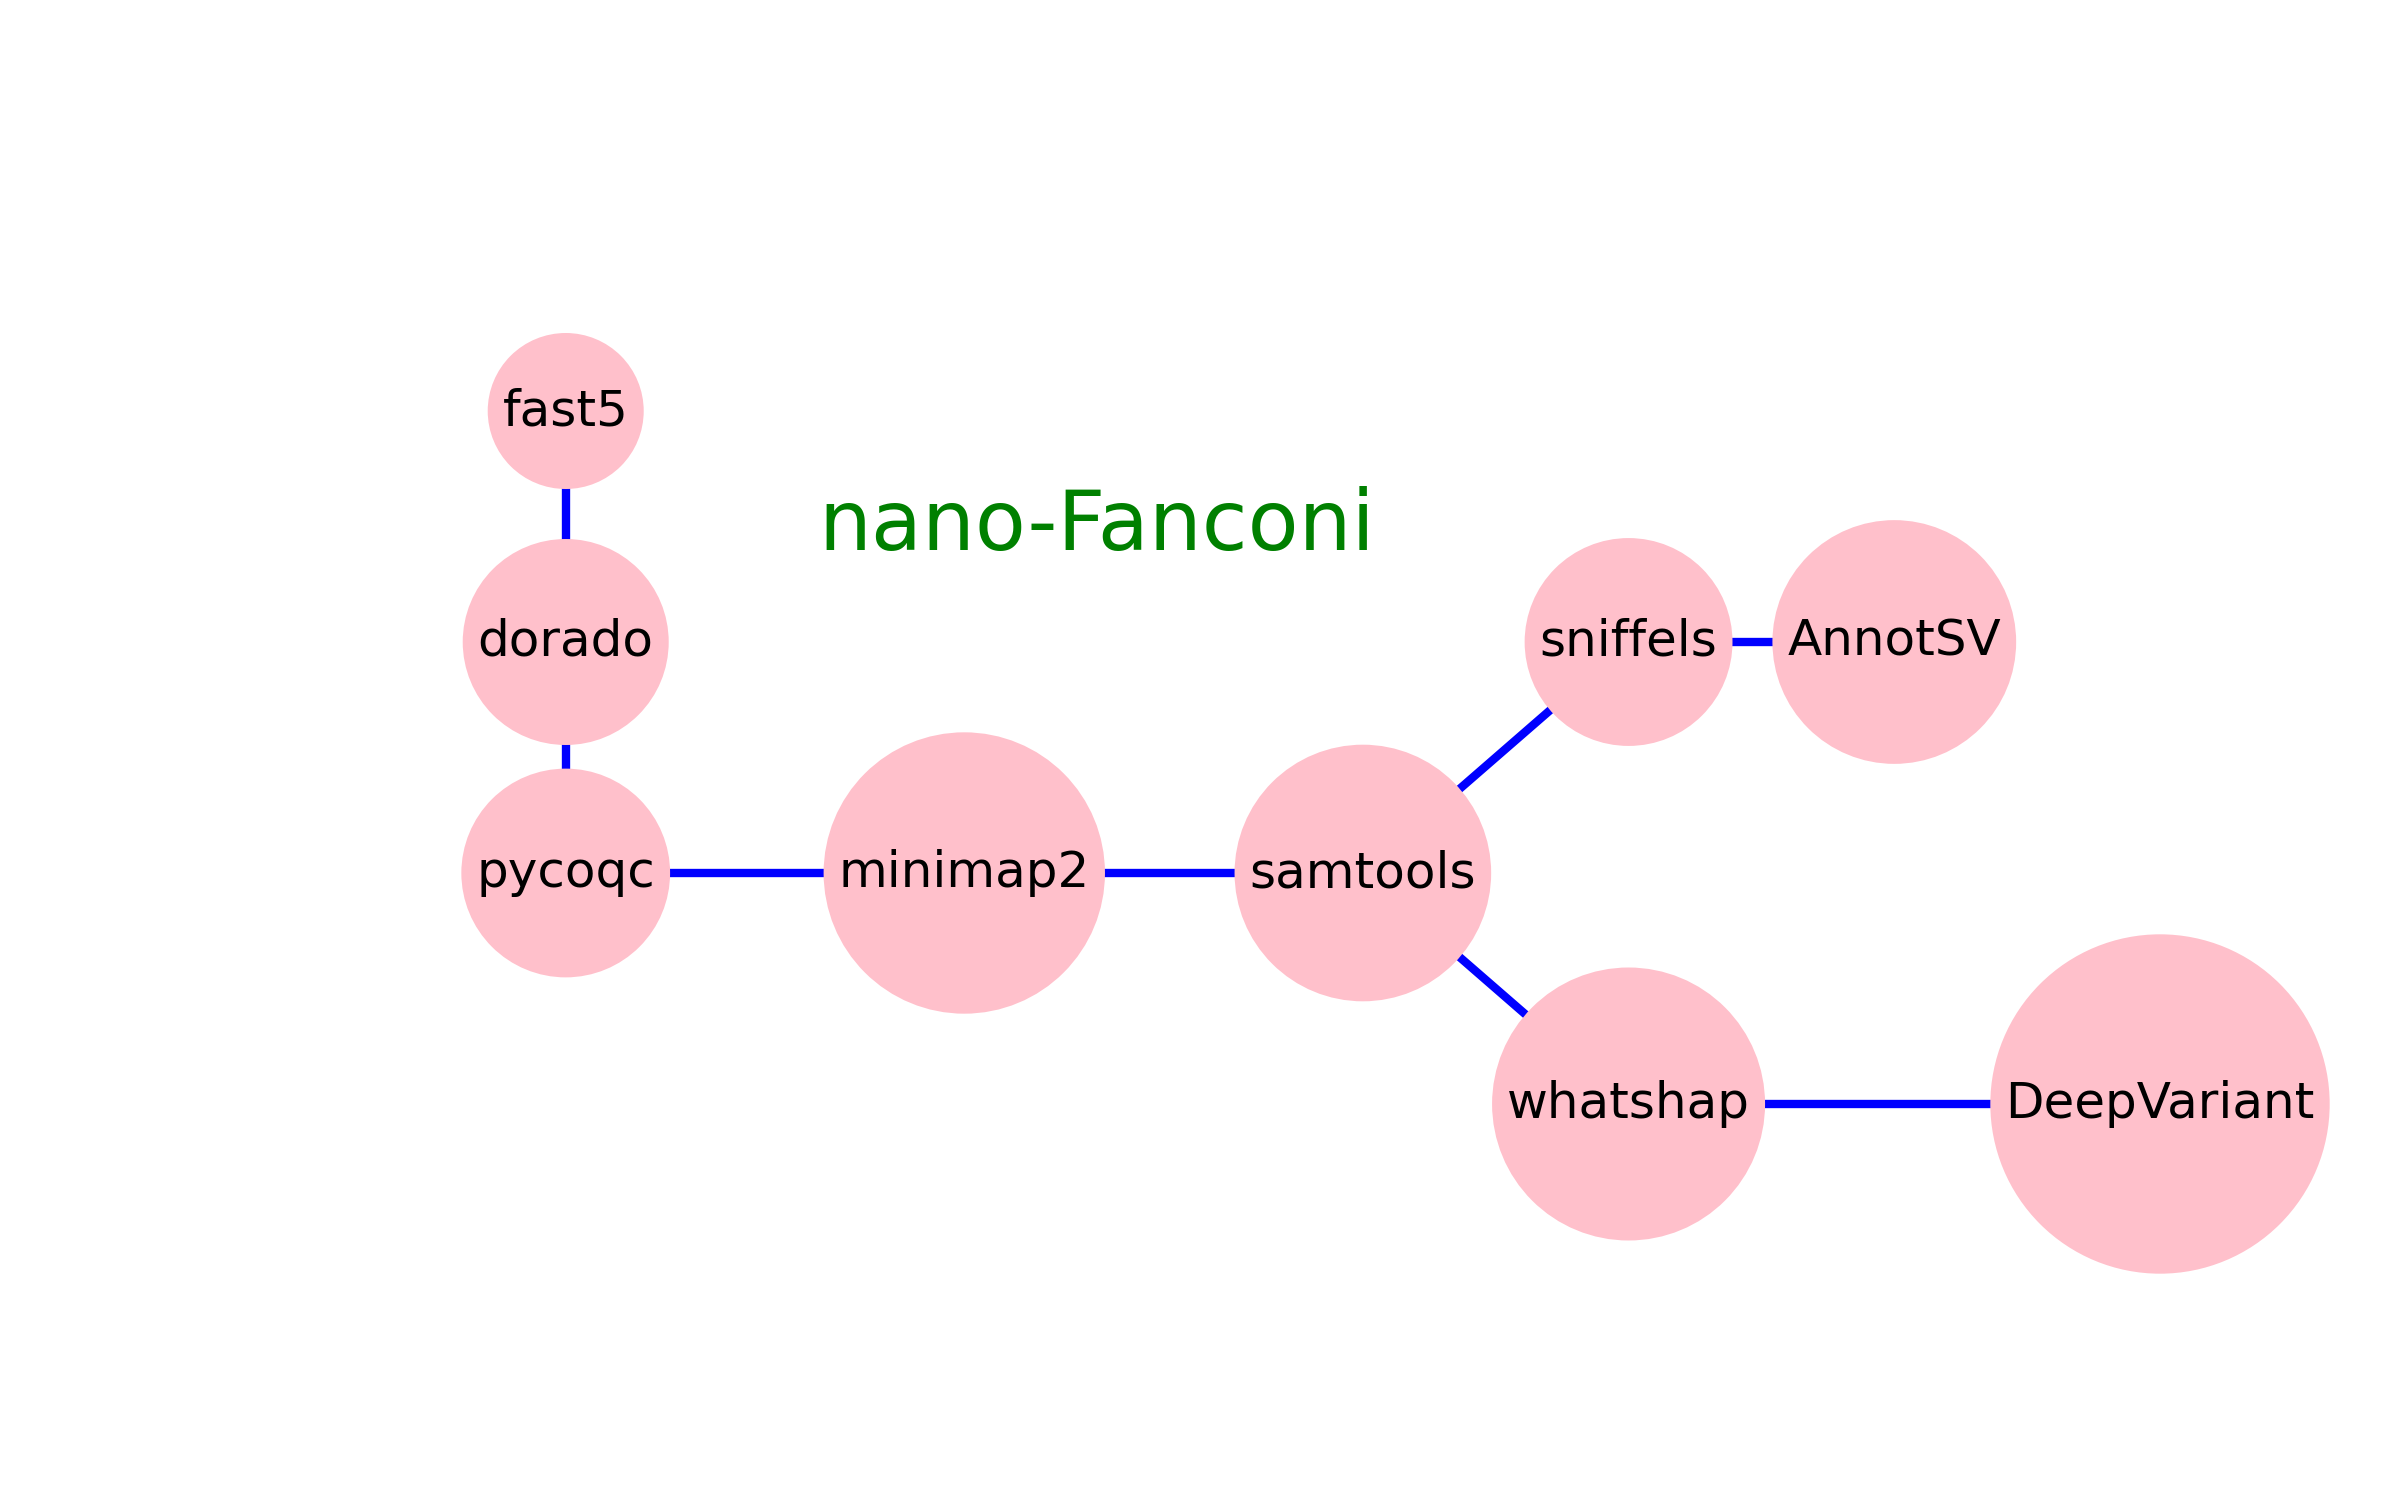 fast5
nano-Fanconi
dorado
sniffels
AnnotSV
pycoqc
minimap2
samtools
whatshap
DeepVariant